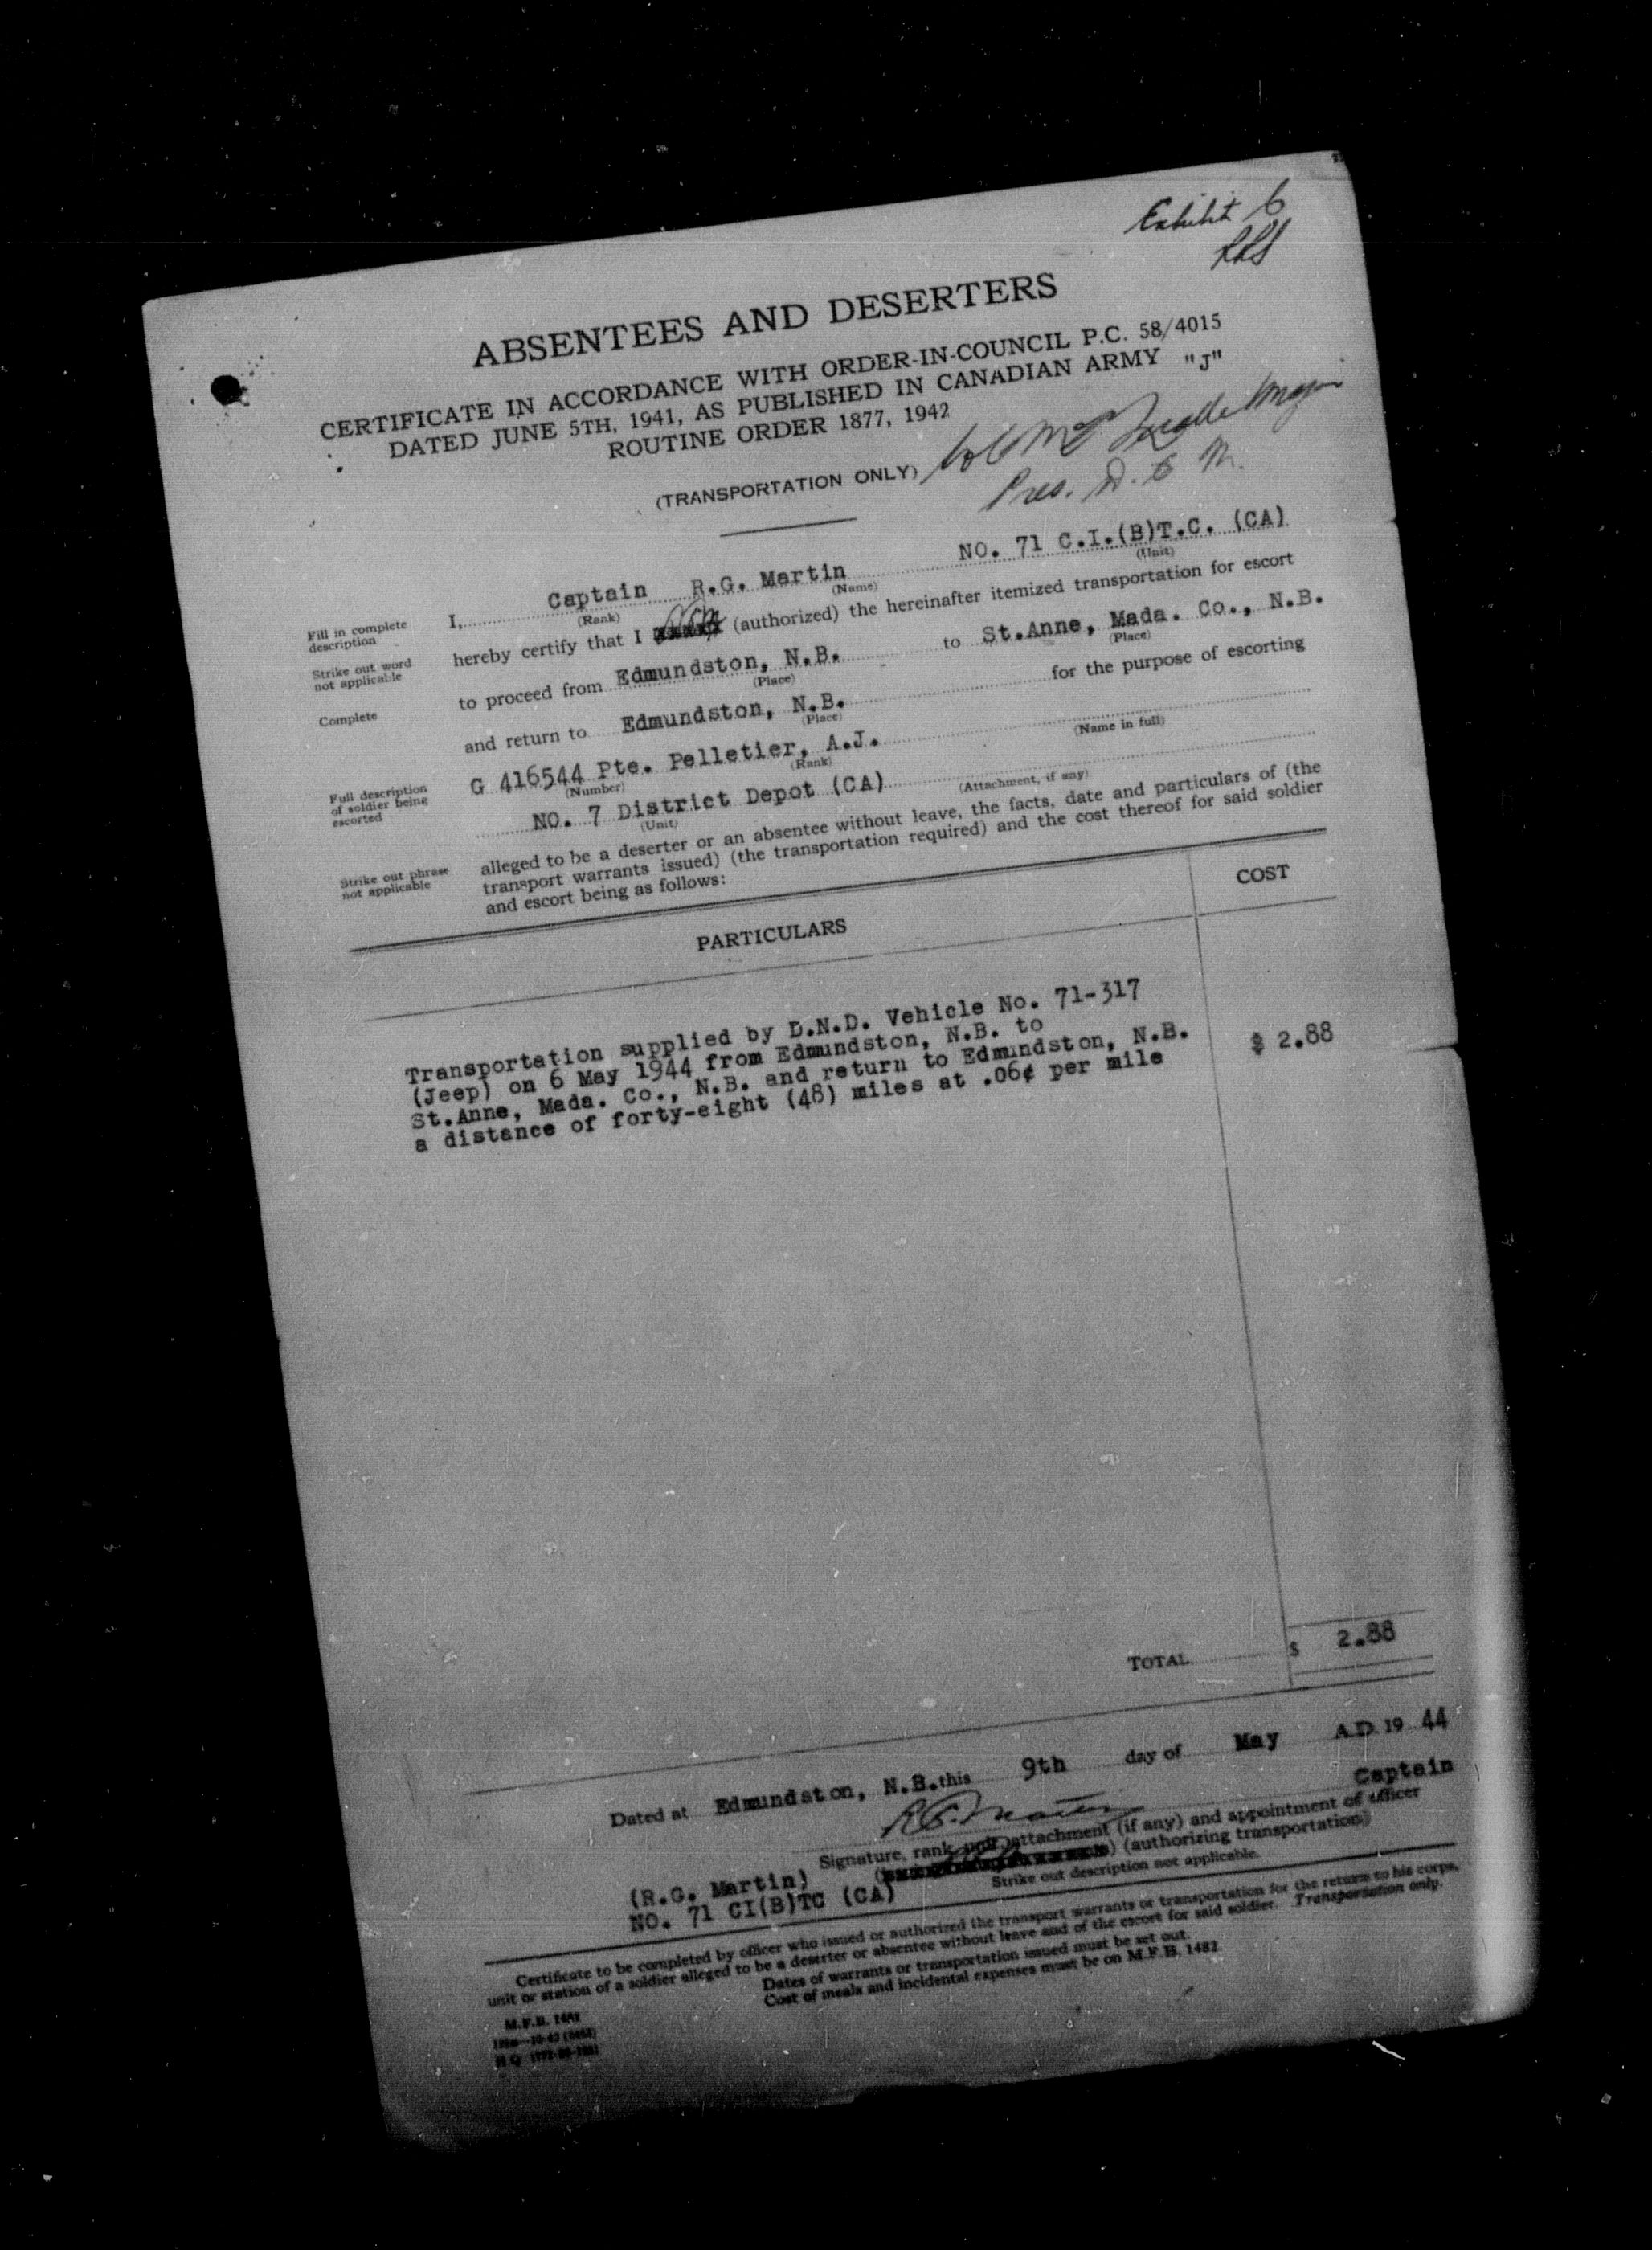 Exhibit 6
ABSENTEES AND DESERTERS
CERTIFICATE IN ACCORDANCE WITH ORDER-IN-COUNCIL P.C. 58/4015
DATED JUNE 5TH, 1941, AS PUBLISHED IN CANADIAN ARMY "J"
ROUTINE ORDER 1877, 1942
(TRANSPORTATION ONLY)
Pres. D. C. M.
Fill in complete description
I, Captain R.G. Martin NO. 71 C.I.(B)T.C. (CA)
(Rank) (Name) (Unit)
Strike out word not applicable
hereby certify that I (authorized) the hereinafter itemized transportation for escort
Complete
to proceed from Edmundston, N.B. to St.Anne, Mada. Co., N.B.
(Place) (Place)
and return to Edmundston, N.B. for the purpose of escorting
(Place)
Full description of soldier being escorted
G 416544 Pte. Pelletier, A.J.
(Number) (Rank) (Name in full)
NO. 7 District Depot (CA)
(Unit) (Attachment, if any)
Strike out phrase not applicable
alleged to be a deserter or an absentee without leave, the facts, date and particulars of (the
transport warrants issued) (the transportation required) and the cost thereof for said soldier
and escort being as follows:
PARTICULARS COST
Transportation supplied by D.N.D. Vehicle No. 71-317
(Jeep) on 6 May 1944 from Edmundston, N.B. to
St.Anne, Mada. Co., N.B. and return to Edmundston, N.B.
a distance of forty-eight (48) miles at .06¢ per mile
$ 2.88
TOTAL $ 2.88
Dated at Edmundston, N.B. this 9th day of May A.D. 19 44
Captain
Signature, rank, unit, attachment (if any) and appointment of officer
(authorizing transportation)
Strike out description not applicable.
(R.G. Martin)
NO. 71 CI(B)TC (CA)
Certificate to be completed by officer who issued or authorized the transport warrants or transportation for the return to his corps,
unit or station of a soldier alleged to be a deserter or absentee without leave and of the escort for said soldier. Transportation only.
Dates of warrants or transportation issued must be set out.
Cost of meals and incidental expenses must be on M.F.B. 1482
M.F.B. 1481